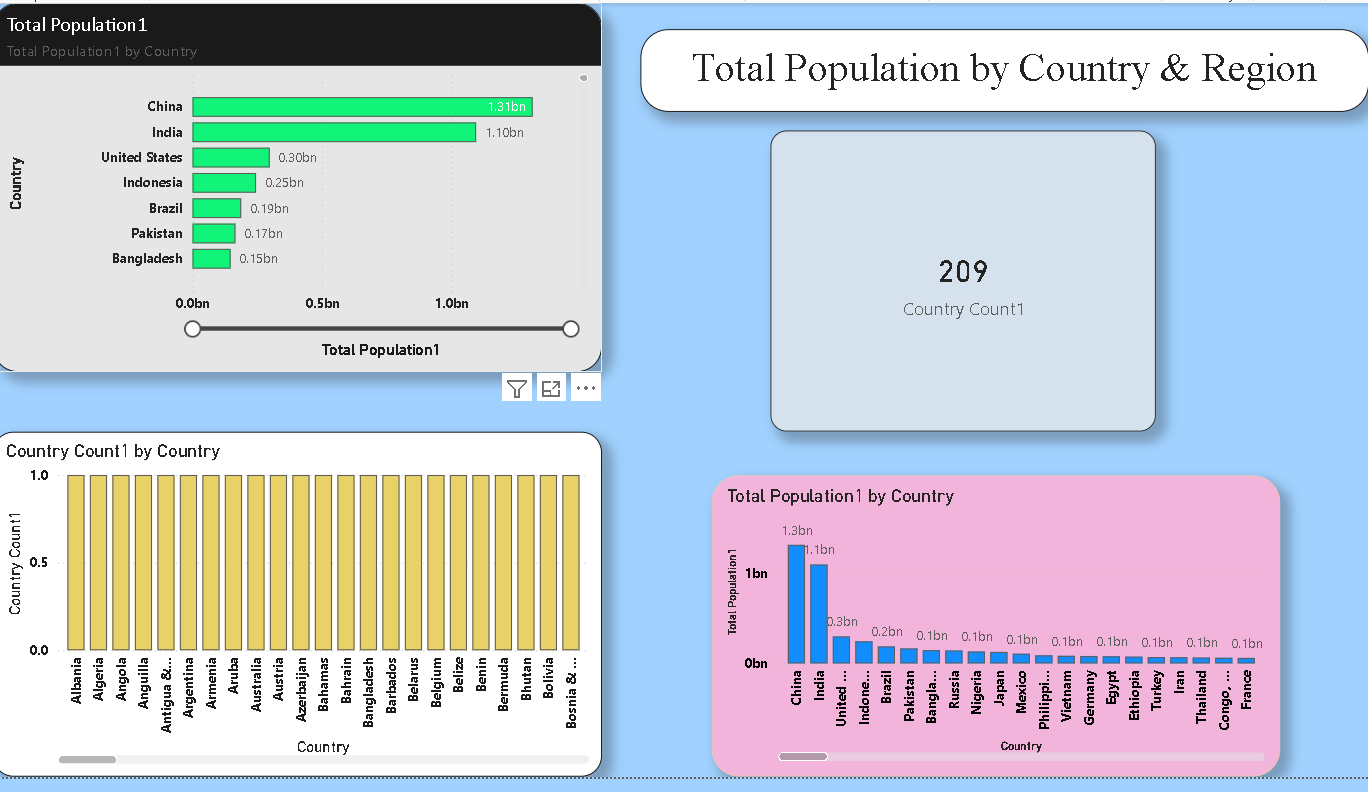 Total Population1
Total Population1 by Country
Country
China
1.31bn
India
1.10bn
United States
0.30bn
Indonesia
0.25bn
Brazil
0.19bn
Pakistan
0.17bn
Bangladesh
0.15bn
0.0bn 0.5bn 1.0bn
Total Population1
Total Population by Country & Region
209
Country Count1
Country Count1 by Country
Country Count1
1.0
0.5
0.0
Albania
Algeria
Angola
Anguilla
Antigua &...
Argentina
Armenia
Aruba
Australia
Austria
Azerbaijan
Bahamas
Bahrain
Bangladesh
Barbados
Belarus
Belgium
Belize
Benin
Bermuda
Bhutan
Bolivia
Bosnia & ...
Country
Total Population1 by Country
Total Population1
1bn
0bn
1.3bn
1.1bn
0.3bn
0.2bn
0.1bn
0.1bn
0.1bn
0.1bn
0.1bn
0.1bn
0.1bn
0.1bn
China
India
United ...
Indone...
Brazil
Pakistan
Bangla...
Russia
Nigeria
Japan
Mexico
Philippi...
Vietnam
Germany
Egypt
Ethiopia
Turkey
Iran
Thailand
Congo, ...
France
Country